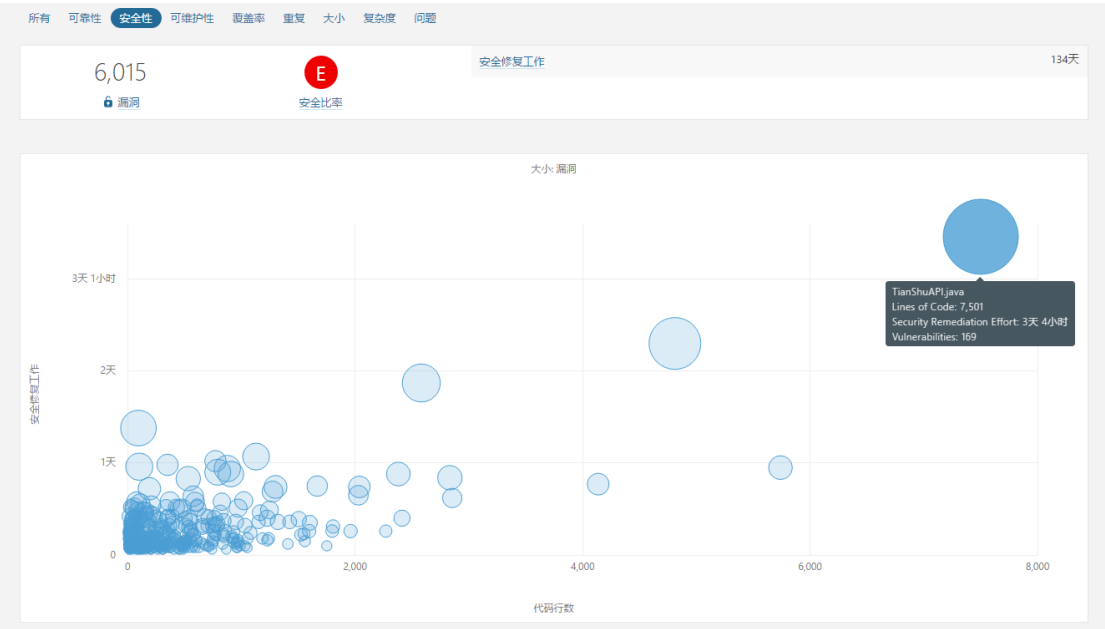 所有 可靠性 安全性 可维护性 覆盖率 重复 大小 复杂度 问题
6,015
漏洞
E
安全比率
安全修复工作 134天
大小: 漏洞
3天 1小时
2天
1天
0
安全修复工作
TianShuAPI.java
Lines of Code: 7,501
Security Remediation Effort: 3天 4小时
Vulnerabilities: 169
0 2,000 4,000 6,000 8,000
代码行数